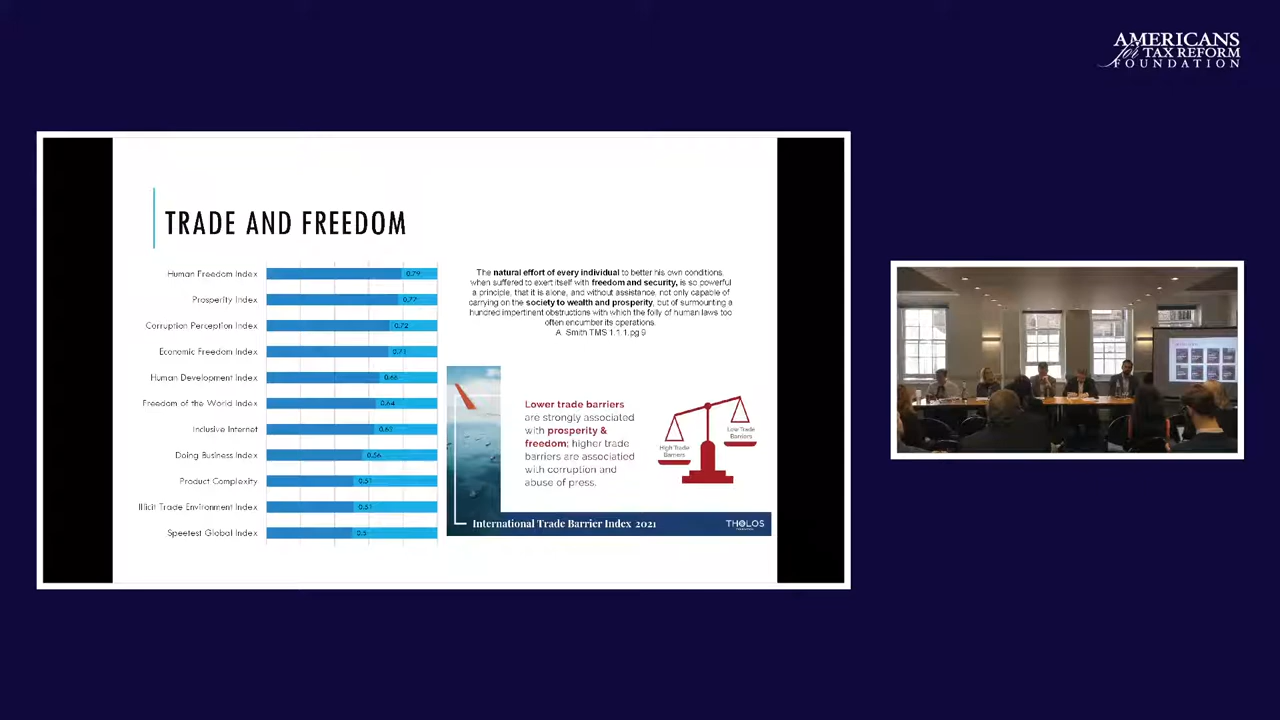 AMERICANS
for TAX REFORM
FOUNDATION
TRADE AND FREEDOM
Human Freedom Index 0.79
Prosperity Index 0.77
Corruption Perception Index 0.72
Economic Freedom Index 0.71
Human Development Index 0.66
Freedom of the World Index 0.64
Inclusive Internet 0.62
Doing Business Index 0.56
Product Complexity 0.51
Illicit Trade Environment Index 0.51
Speetest Global Index
The natural effort of every individual to better his own conditions,
when suffered to exert itself with freedom and security, is so powerful
a principle, that it is alone, and without assistance, not only capable of
carrying on the society to wealth and prosperity, but of surmounting a
hundred impertinent obstructions with which the folly of human laws too
often encumber its operations.
A. Smith TMS 1.1.1.pg 9
Lower trade barriers
are strongly associated
with prosperity &
freedom; higher trade
barriers are associated
with corruption and
abuse of press.
High Trade
Barriers
Low Trade
Barriers
International Trade Barrier Index 2021
THOLOS